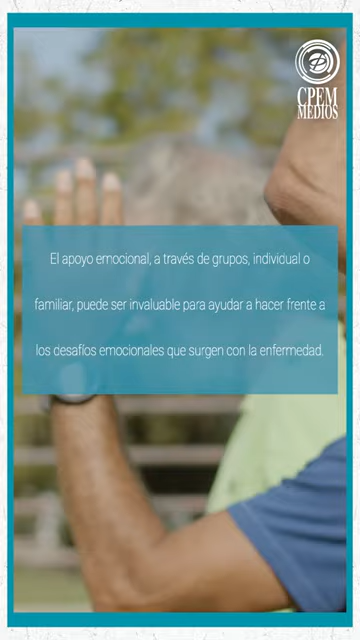 CPEM
MEDIOS
El apoyo emocional, a través de grupos, individual o
familiar, puede ser invaluable para ayudar a hacer frente a
los desafíos emocionales que surgen con la enfermedad.